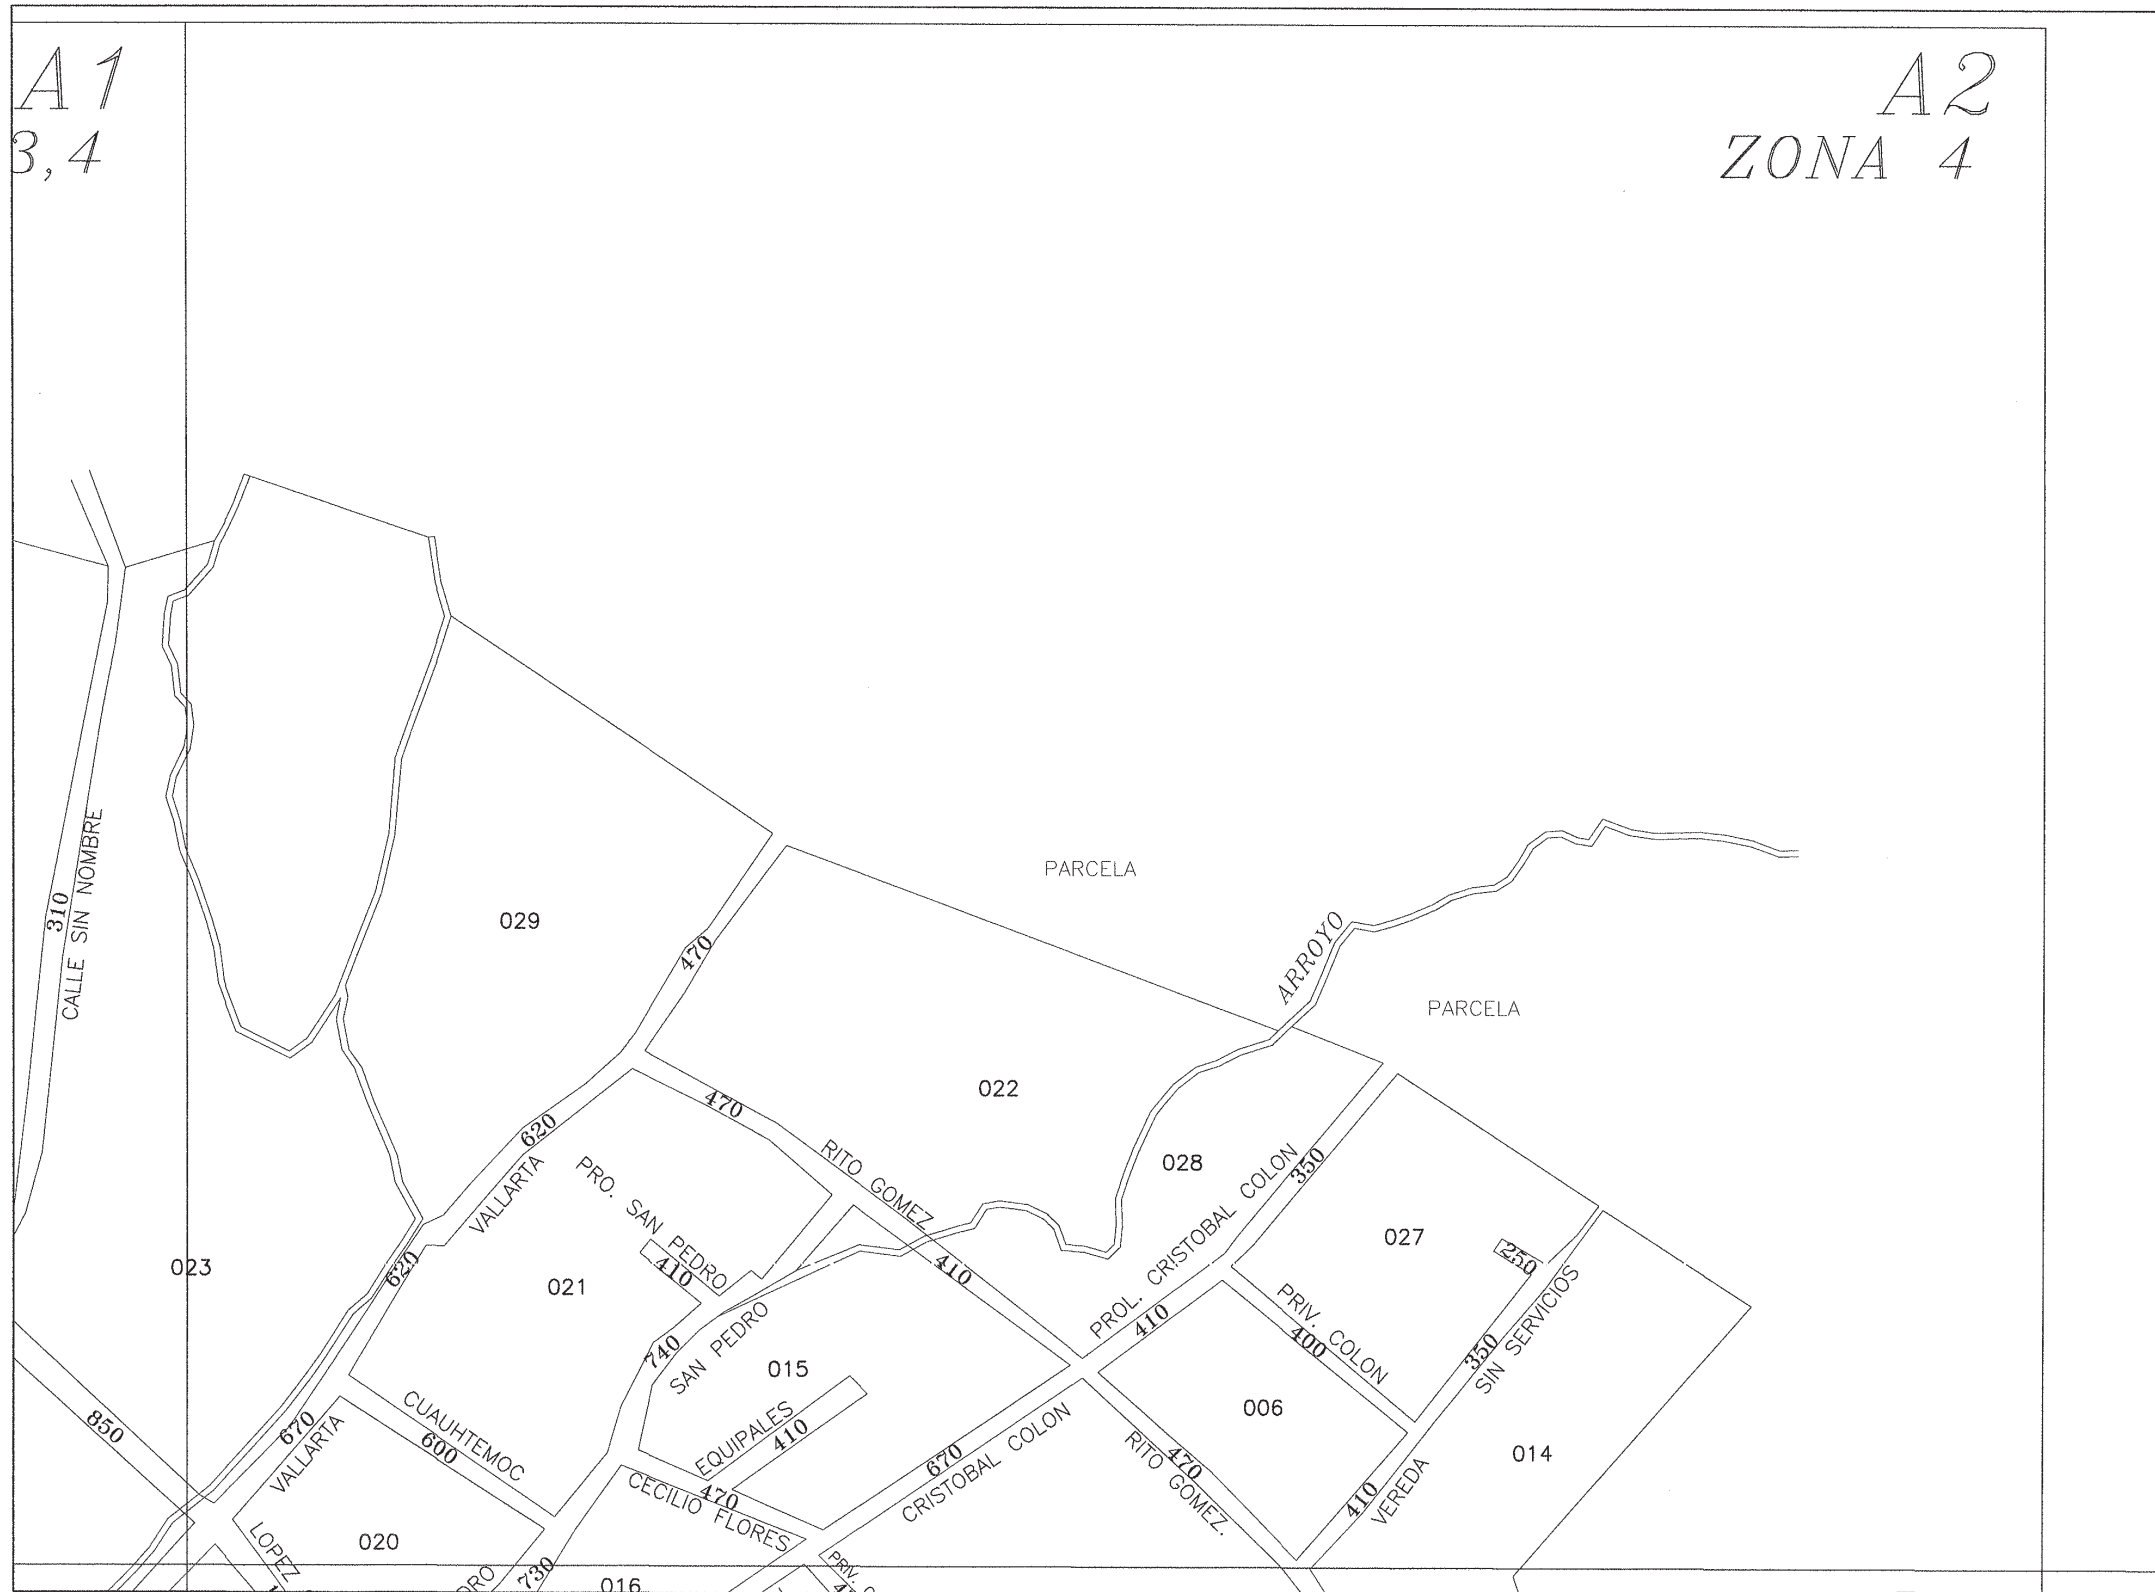 A1
3,4
A2
ZONA 4
PARCELA
ARROYO
PARCELA
310
CALLE SIN NOMBRE
029
470
022
620
VALLARTA
470
RITO GOMEZ
PRO. SAN PEDRO
410
028
PROL. CRISTOBAL COLON
350
027
250
023
620
021
410
410
PRIV. COLON
400
350
SIN SERVICIOS
740
SAN PEDRO
015
EQUIPALES
410
CUAUHTEMOC
600
850
670
VALLARTA
006
014
CECILIO FLORES
470
670
CRISTOBAL COLON
470
RITO GOMEZ.
410
VEREDA
LOPEZ
020
730
016
PRIV.